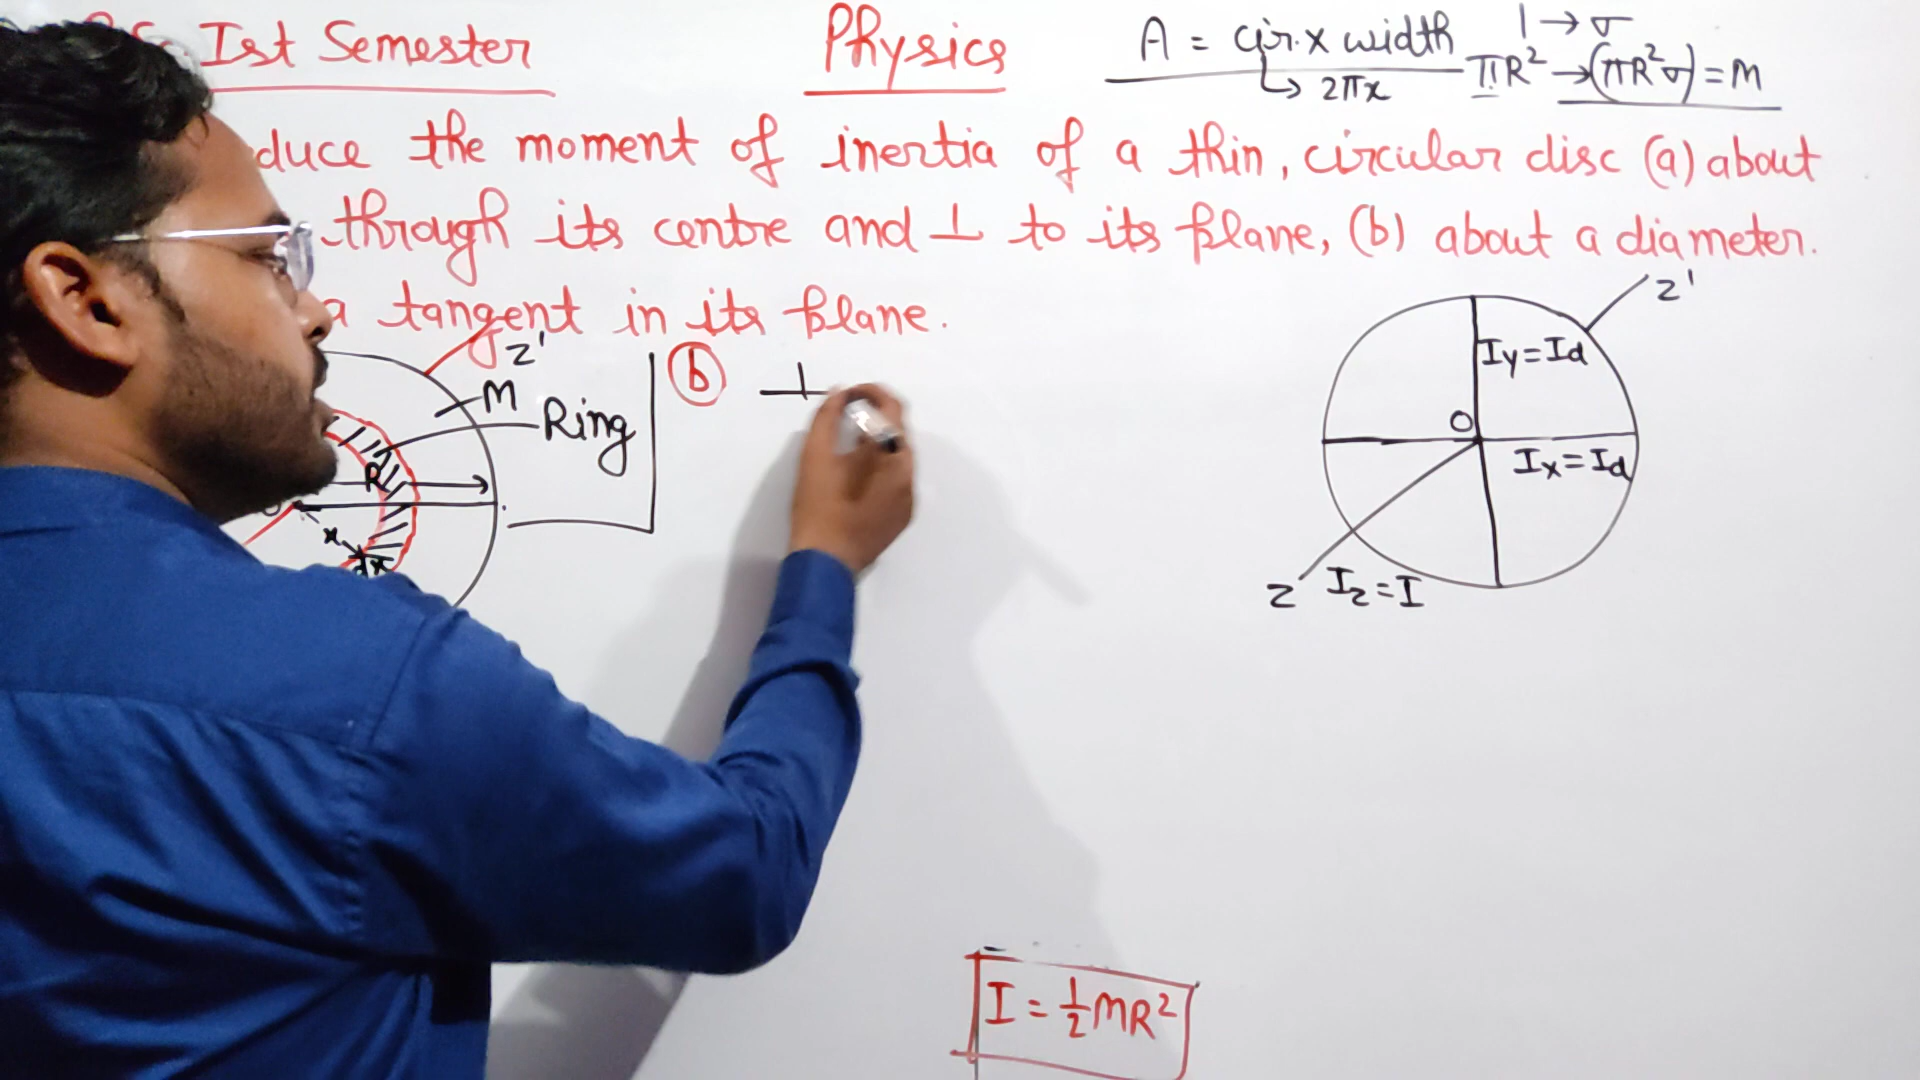 Ist Semester
Physics
A = cir. x width
↳ 2πx
1 → σ
πR² → (πR²σ) = M
duce the moment of inertia of a thin, circular disc (a) about
through its centre and ⊥ to its plane, (b) about a diameter.
a tangent in its plane.
z'
M
Ring
R
x
dx
(b) ⊥
z'
Iy = Id
O
Ix = Id
z
Iz = I
I = ½MR²